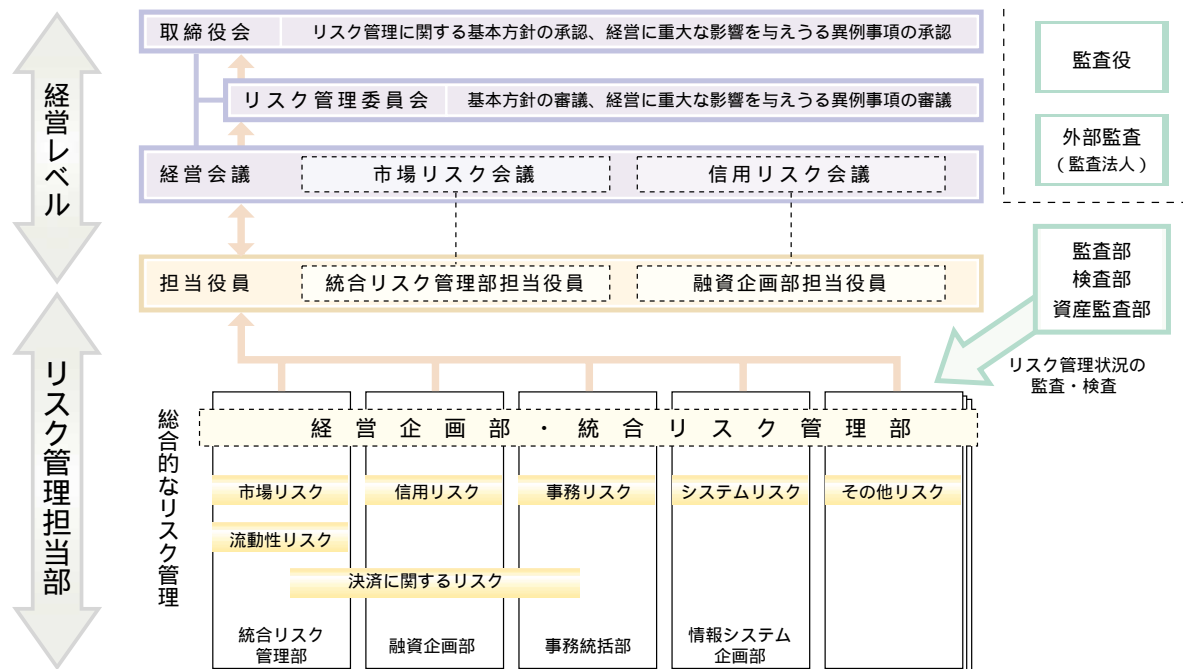 取締役会 リスク管理に関する基本方針の承認、経営に重大な影響を与えうる異例事項の承認
リスク管理委員会 基本方針の審議、経営に重大な影響を与えうる異例事項の審議
経営会議 市場リスク会議 信用リスク会議
担当役員 統合リスク管理部担当役員 融資企画部担当役員
経営レベル
リスク管理担当部
監査役
外部監査
(監査法人)
監査部
検査部
資産監査部
リスク管理状況の
監査・検査
総合的なリスク管理
経営企画部・統合リスク管理部
市場リスク 信用リスク 事務リスク システムリスク その他リスク
流動性リスク
決済に関するリスク
統合リスク
管理部
融資企画部
事務統括部
情報システム
企画部